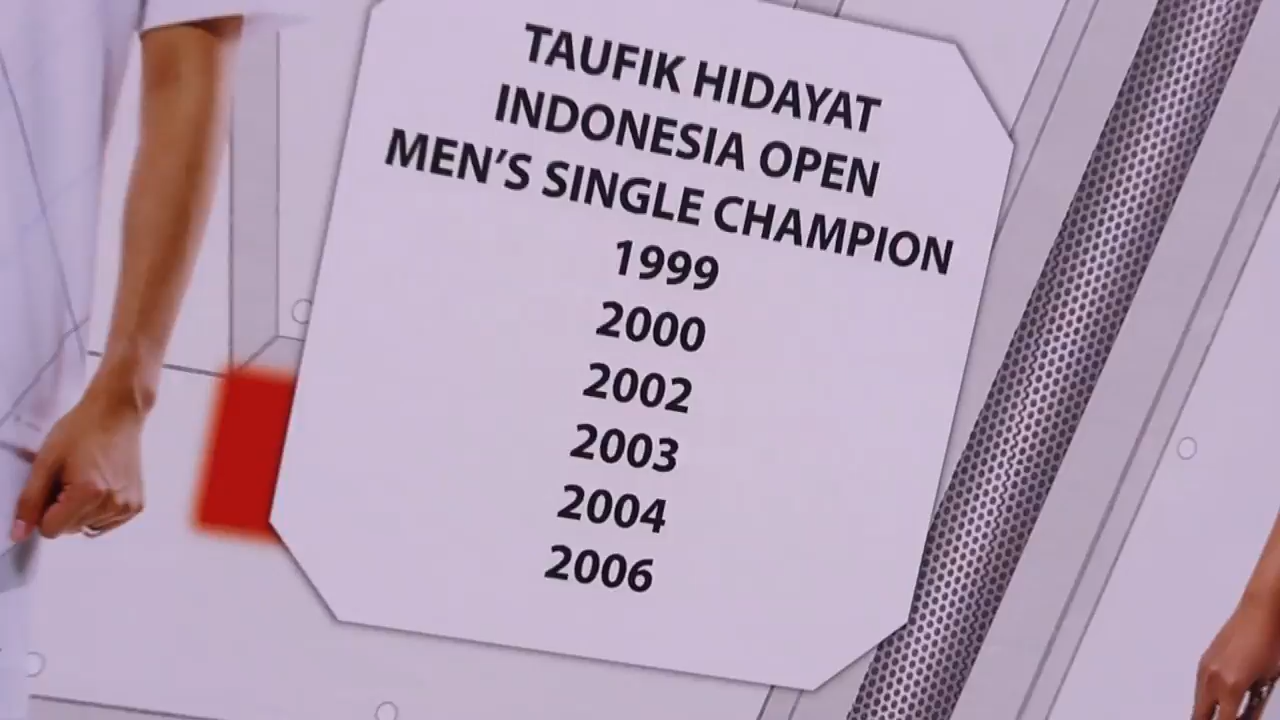 TAUFIK HIDAYAT
INDONESIA OPEN
MEN'S SINGLE CHAMPION
1999
2000
2002
2003
2004
2006